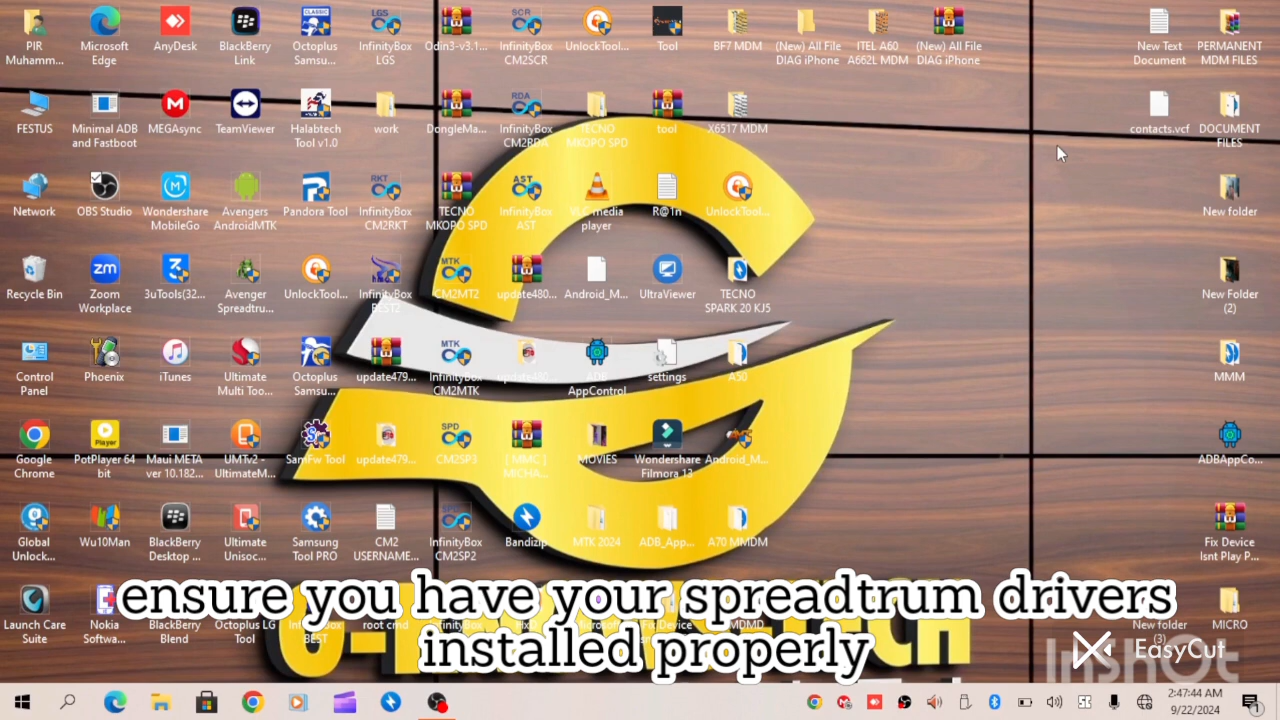 PIR Muhamm...
Microsoft Edge
AnyDesk
BlackBerry Link
Octoplus Samsu...
InfinityBox LGS
Odin3-v3.1...
InfinityBox CM2SCR
UnlockTool...
Tool
BF7 MDM
(New) All File DIAG iPhone
ITEL A60 A662L MDM
(New) All File DIAG iPhone
New Text Document
PERMANENT MDM FILES
FESTUS
Minimal ADB and Fastboot
MEGAsync
TeamViewer
Halabtech Tool v1.0
work
DongleMa...
InfinityBox CM2RDA
TECNO MKOPO SPD
tool
X6517 MDM
contacts.vcf
DOCUMENT FILES
Network
OBS Studio
Wondershare MobileGo
Avengers AndroidMTK
Pandora Tool
InfinityBox CM2RKT
TECNO MKOPO SPD
InfinityBox AST
VLC media player
R@1n
UnlockTool...
New folder
Recycle Bin
Zoom Workplace
3uTools(32...
Avenger Spreadtru...
UnlockTool...
InfinityBox BEST2
CM2MT2
update480...
Android_M...
UltraViewer
TECNO SPARK 20 KJ5
New Folder (2)
Control Panel
Phoenix
iTunes
Ultimate Multi Too...
Octoplus Samsu...
update479...
InfinityBox CM2MTK
update480...
ADB AppControl
settings
A50
MMM
Google Chrome
PotPlayer 64 bit
Maui META ver 10.182...
UMTv2 - UltimateM...
SamFw Tool
update479...
CM2SP3
[ MMC ] MICHA...
MOVIES
Wondershare Filmora 13
Android_M...
ADBAppCo...
Global Unlock...
Wu10Man
BlackBerry Desktop ...
Ultimate Unisoc...
Samsung Tool PRO
CM2 USERNAME...
InfinityBox CM2SP2
Bandizip
MTK 2024
ADB_App...
A70 MMDM
Fix Device Isnt Play P...
Launch Care Suite
Nokia Softwa...
BlackBerry Blend
Octoplus LG Tool
BEST
root cmd
New folder (3)
MICRO
ensure you have your spreadtrum drivers
installed properly
InShOt
EasyCut
2:47:44 AM
9/22/2024